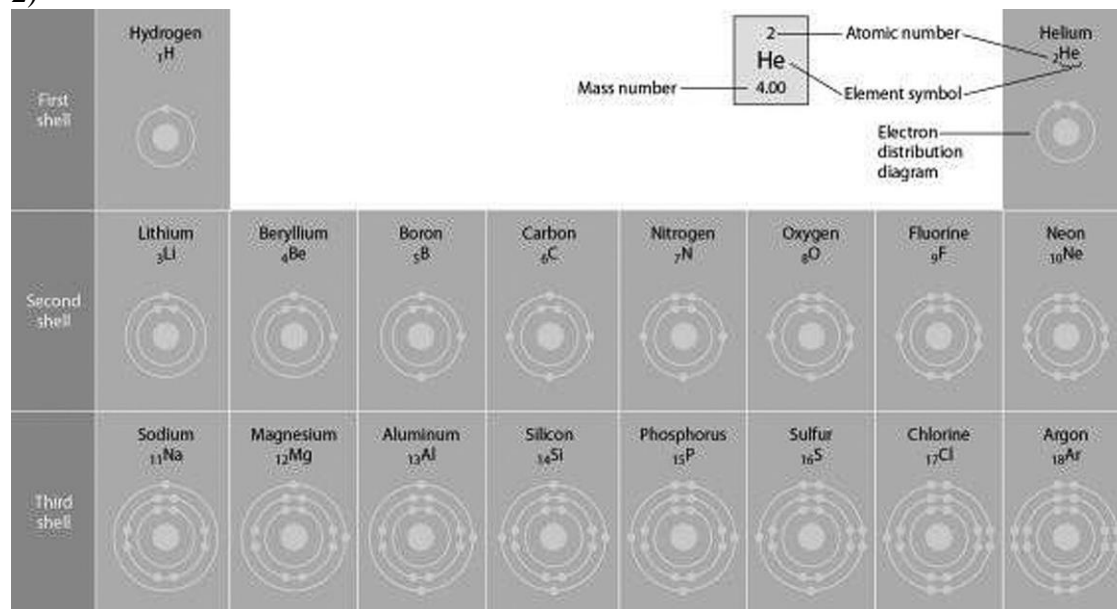 2)
Hydrogen
₁H
2
He
4.00
Atomic number
Mass number
Element symbol
Helium
₂He
First
shell
Electron
distribution
diagram
Lithium
₃Li
Beryllium
₄Be
Boron
₅B
Carbon
₆C
Nitrogen
₇N
Oxygen
₈O
Fluorine
₉F
Neon
₁₀Ne
Second
shell
Sodium
₁₁Na
Magnesium
₁₂Mg
Aluminum
₁₃Al
Silicon
₁₄Si
Phosphorus
₁₅P
Sulfur
₁₆S
Chlorine
₁₇Cl
Argon
₁₈Ar
Third
shell